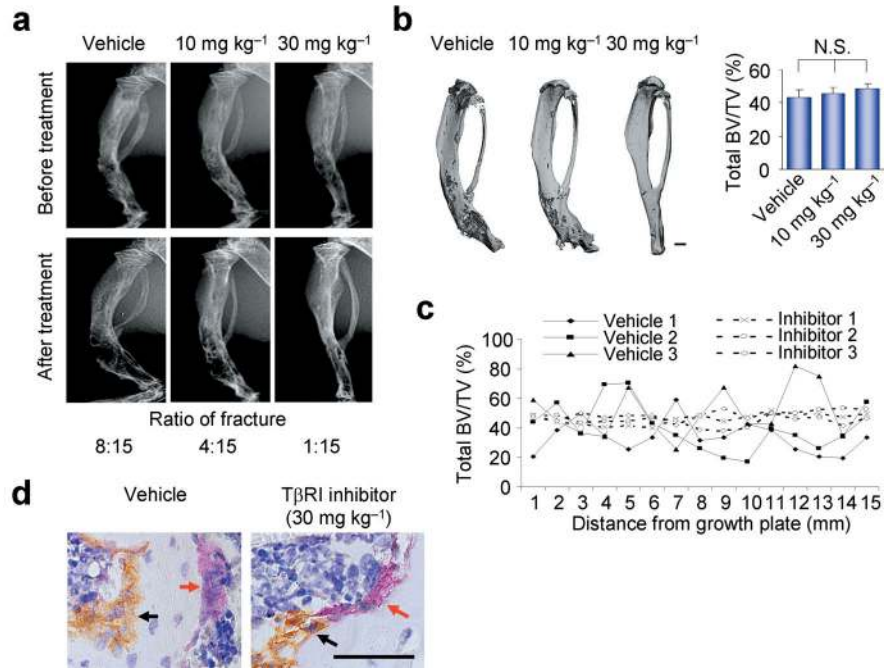 a
Vehicle 10 mg kg⁻¹ 30 mg kg⁻¹
Before treatment
After treatment
Ratio of fracture
8:15 4:15 1:15
b
Vehicle 10 mg kg⁻¹ 30 mg kg⁻¹
N.S.
Total BV/TV (%)
60
40
20
0
Vehicle
10 mg kg⁻¹
30 mg kg⁻¹
c
Vehicle 1
Vehicle 2
Vehicle 3
Inhibitor 1
Inhibitor 2
Inhibitor 3
Total BV/TV (%)
100
80
60
40
20
0
1 2 3 4 5 6 7 8 9 10 11 12 13 14 15
Distance from growth plate (mm)
d
Vehicle
TβRI inhibitor
(30 mg kg⁻¹)